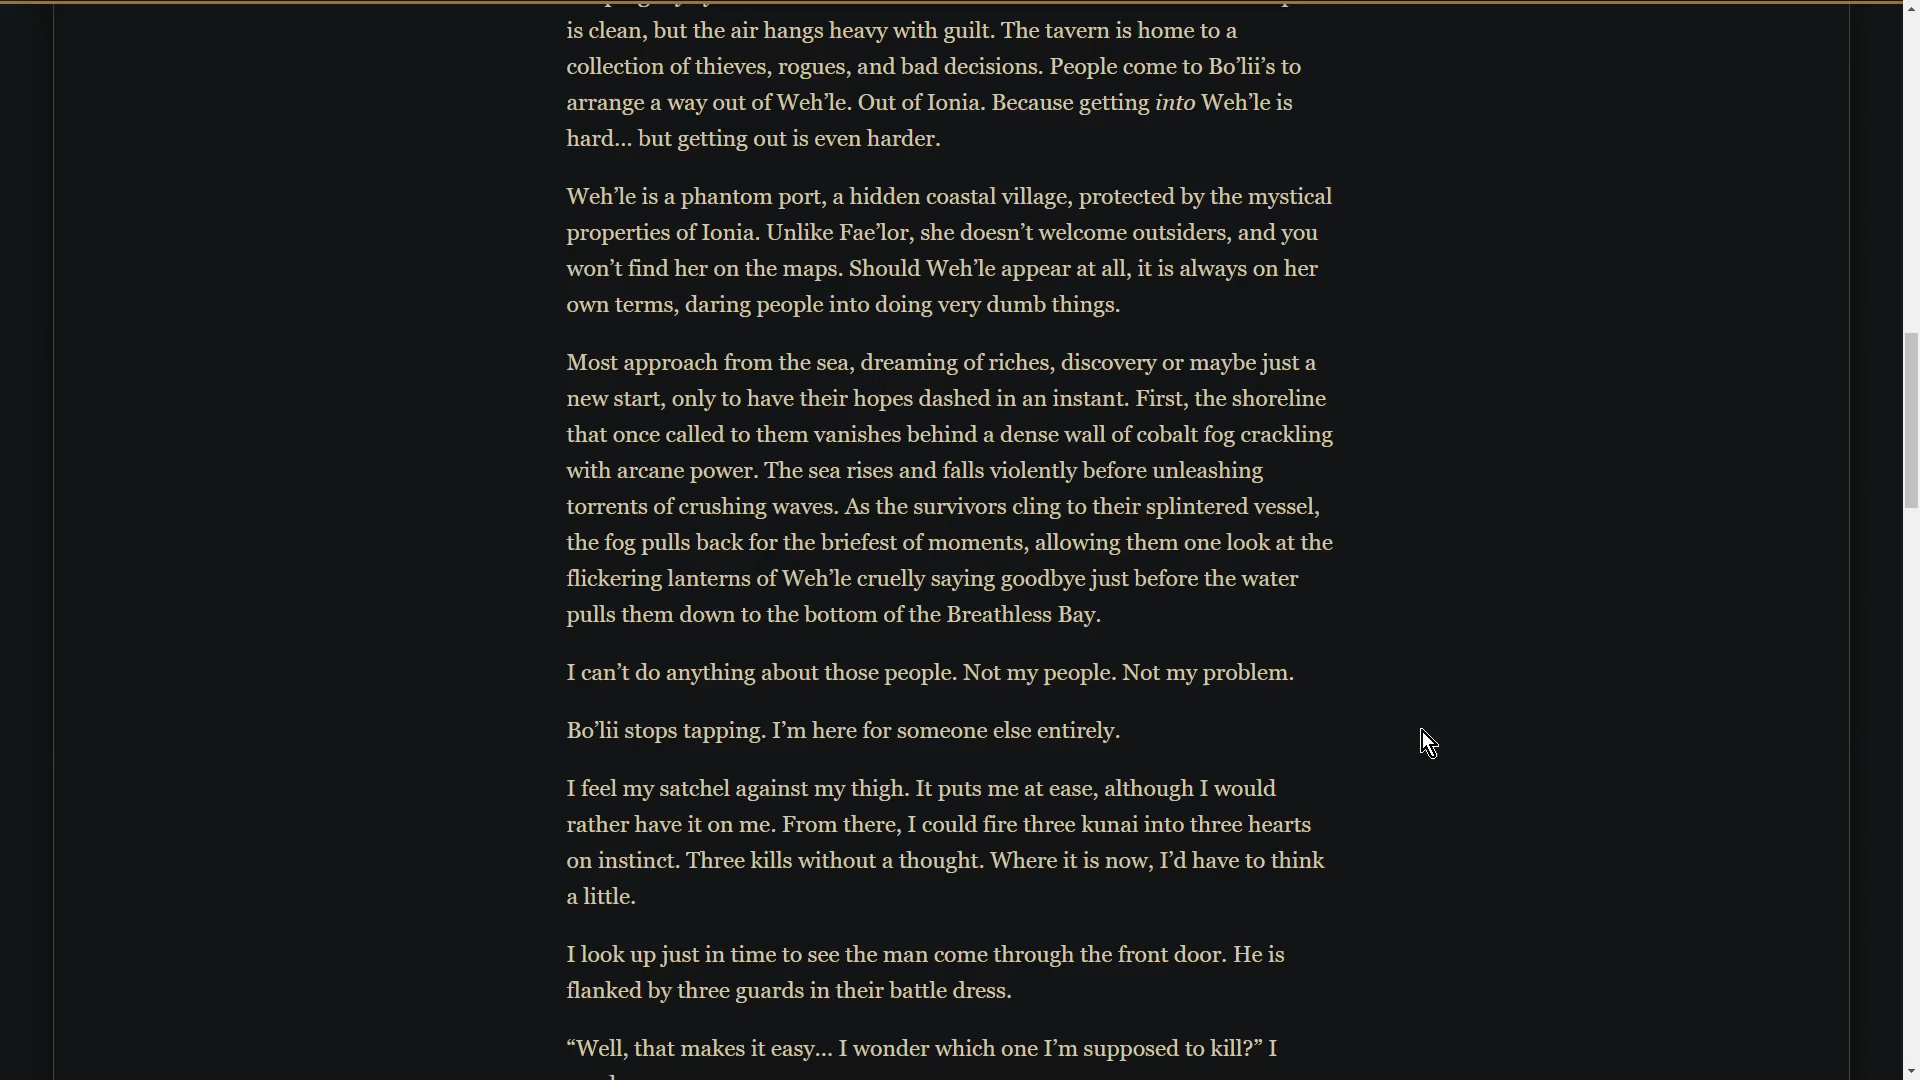 is clean, but the air hangs heavy with guilt. The tavern is home to a
collection of thieves, rogues, and bad decisions. People come to Bo’lii’s to
arrange a way out of Weh’le. Out of Ionia. Because getting into Weh’le is
hard... but getting out is even harder.
Weh’le is a phantom port, a hidden coastal village, protected by the mystical
properties of Ionia. Unlike Fae’lor, she doesn’t welcome outsiders, and you
won’t find her on the maps. Should Weh’le appear at all, it is always on her
own terms, daring people into doing very dumb things.
Most approach from the sea, dreaming of riches, discovery or maybe just a
new start, only to have their hopes dashed in an instant. First, the shoreline
that once called to them vanishes behind a dense wall of cobalt fog crackling
with arcane power. The sea rises and falls violently before unleashing
torrents of crushing waves. As the survivors cling to their splintered vessel,
the fog pulls back for the briefest of moments, allowing them one look at the
flickering lanterns of Weh’le cruelly saying goodbye just before the water
pulls them down to the bottom of the Breathless Bay.
I can’t do anything about those people. Not my people. Not my problem.
Bo’lii stops tapping. I’m here for someone else entirely.
I feel my satchel against my thigh. It puts me at ease, although I would
rather have it on me. From there, I could fire three kunai into three hearts
on instinct. Three kills without a thought. Where it is now, I’d have to think
a little.
I look up just in time to see the man come through the front door. He is
flanked by three guards in their battle dress.
“Well, that makes it easy... I wonder which one I’m supposed to kill?” I